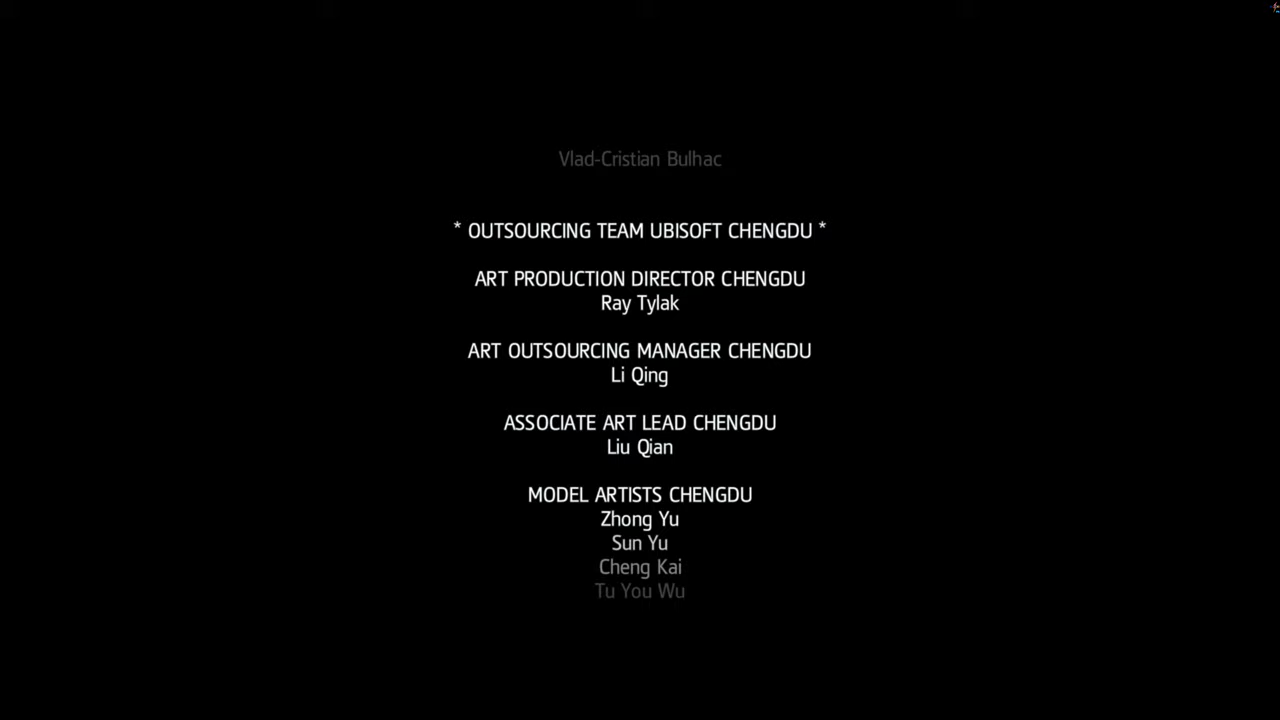 Vlad-Cristian Bulhac
* OUTSOURCING TEAM UBISOFT CHENGDU *
ART PRODUCTION DIRECTOR CHENGDU
Ray Tylak
ART OUTSOURCING MANAGER CHENGDU
Li Qing
ASSOCIATE ART LEAD CHENGDU
Liu Qian
MODEL ARTISTS CHENGDU
Zhong Yu
Sun Yu
Cheng Kai
Tu You Wu